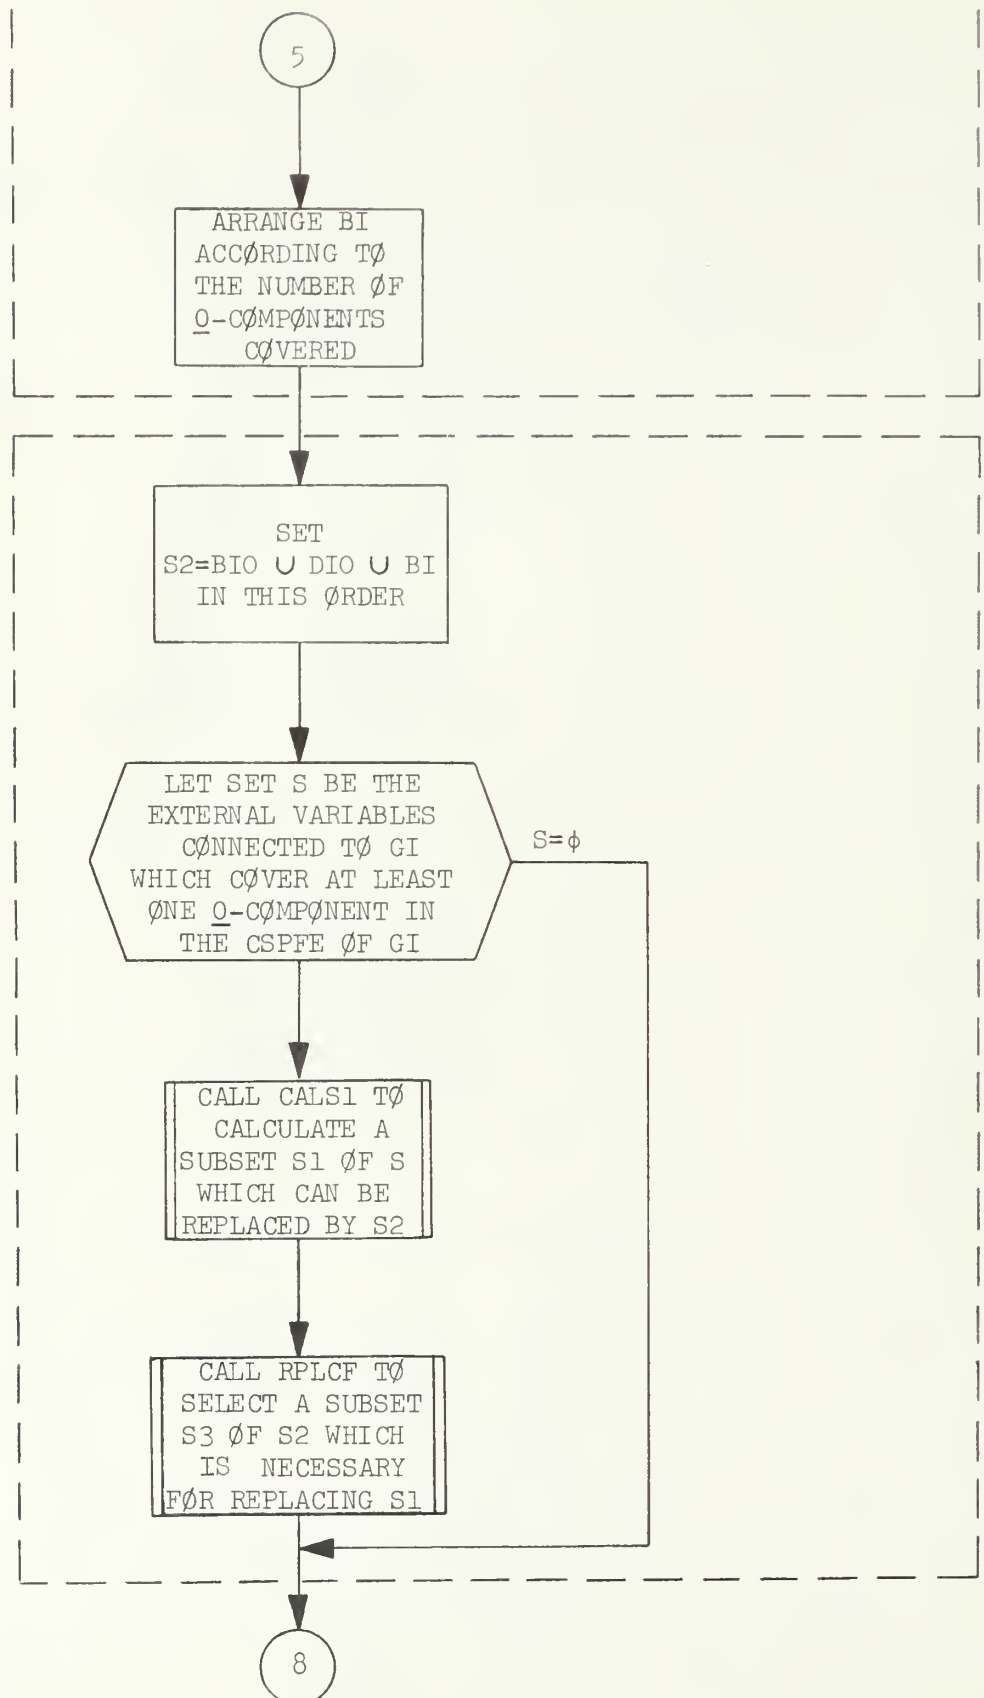 5
ARRANGE BI
ACCØRDING TØ
THE NUMBER ØF
0-CØMPØNENTS
CØVERED
SET
S2=BIO ∪ DIO ∪ BI
IN THIS ØRDER
LET SET S BE THE
EXTERNAL VARIABLES
CØNNECTED TØ GI
WHICH CØVER AT LEAST
ØNE 0-CØMPØNENT IN
THE CSPFE ØF GI
S=ϕ
CALL CALS1 TØ
CALCULATE A
SUBSET S1 ØF S
WHICH CAN BE
REPLACED BY S2
CALL RPLCF TØ
SELECT A SUBSET
S3 ØF S2 WHICH
IS NECESSARY
FØR REPLACING S1
8